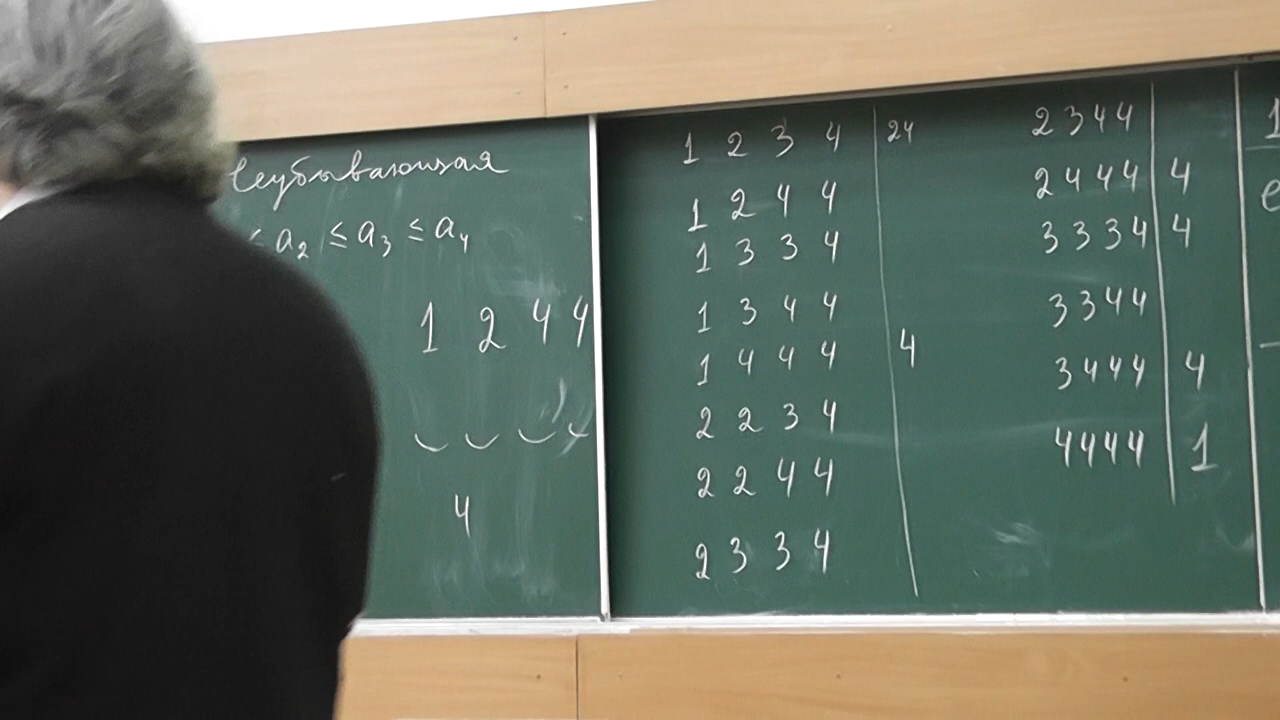 Неубывающая
≤ a₂ ≤ a₃ ≤ a₄
1 2 4 4
4
1 2 3 4 24
1 2 4 4
1 3 3 4
1 3 4 4
1 4 4 4 4
2 2 3 4
2 2 4 4
2 3 3 4
2 3 4 4
2 4 4 4 4
3 3 3 4 4
3 3 4 4
3 4 4 4 4
4 4 4 4 1